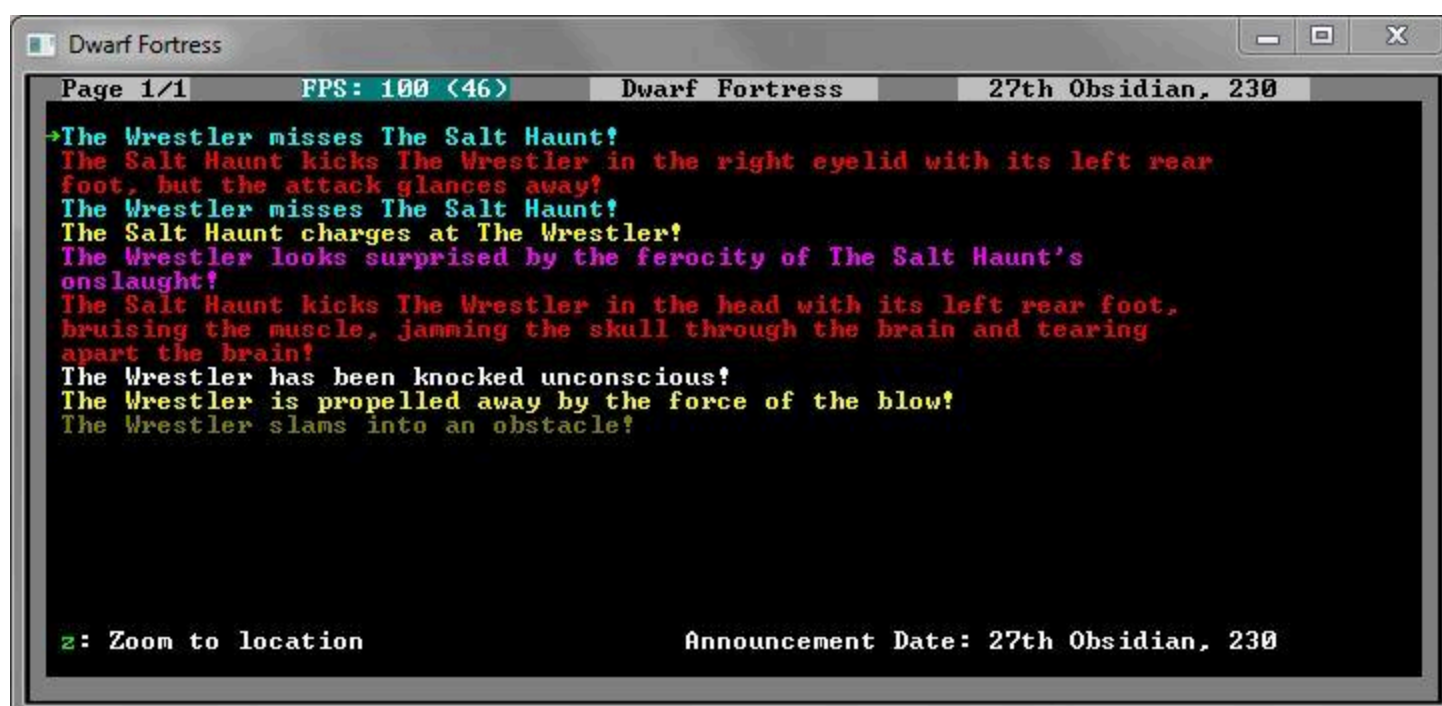 Dwarf Fortress
Page 1/1 FPS: 100 (46) Dwarf Fortress 27th Obsidian, 230
→The Wrestler misses The Salt Haunt!
The Salt Haunt kicks The Wrestler in the right eyelid with its left rear
foot, but the attack glances away!
The Wrestler misses The Salt Haunt!
The Salt Haunt charges at The Wrestler!
The Wrestler looks surprised by the ferocity of The Salt Haunt's
onslaught!
The Salt Haunt kicks The Wrestler in the head with its left rear foot,
bruising the muscle, jamming the skull through the brain and tearing
apart the brain!
The Wrestler has been knocked unconscious!
The Wrestler is propelled away by the force of the blow!
The Wrestler slams into an obstacle!
z: Zoom to location Announcement Date: 27th Obsidian, 230